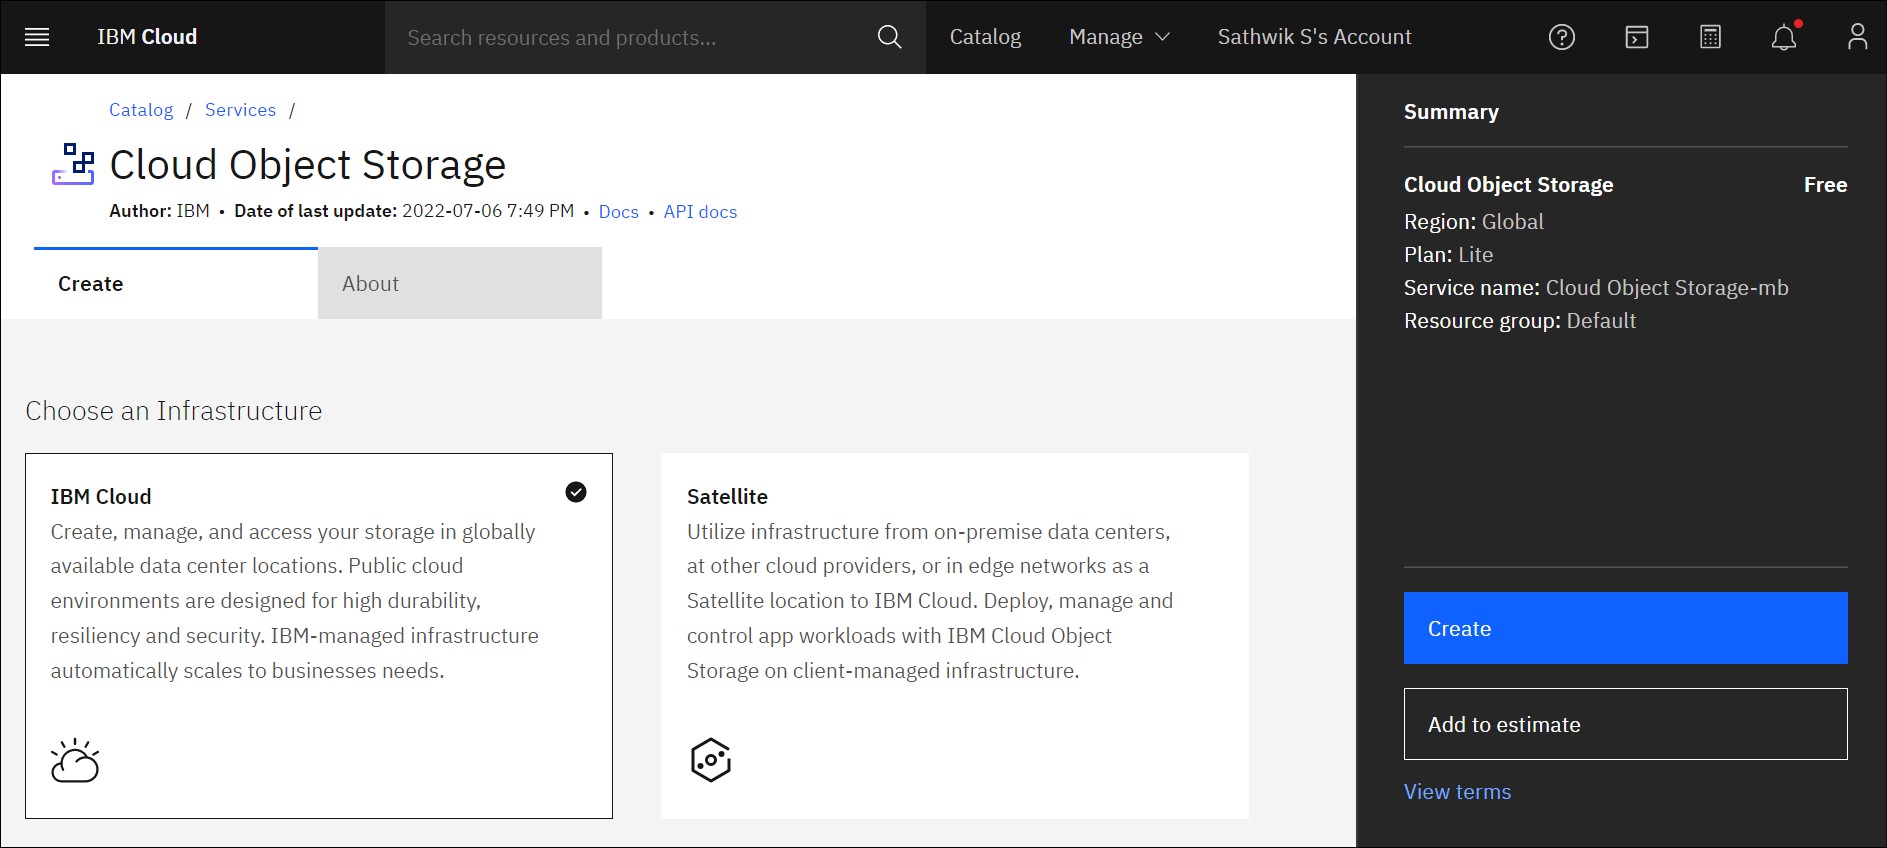 IBM Cloud
Search resources and products...
Catalog
Manage
Sathwik S's Account
Catalog / Services /
Cloud Object Storage
Author: IBM • Date of last update: 2022-07-06 7:49 PM • Docs • API docs
Create
About
Choose an Infrastructure
IBM Cloud
Create, manage, and access your storage in globally
available data center locations. Public cloud
environments are designed for high durability,
resiliency and security. IBM-managed infrastructure
automatically scales to businesses needs.
Satellite
Utilize infrastructure from on-premise data centers,
at other cloud providers, or in edge networks as a
Satellite location to IBM Cloud. Deploy, manage and
control app workloads with IBM Cloud Object
Storage on client-managed infrastructure.
Summary
Cloud Object Storage Free
Region: Global
Plan: Lite
Service name: Cloud Object Storage-mb
Resource group: Default
Create
Add to estimate
View terms